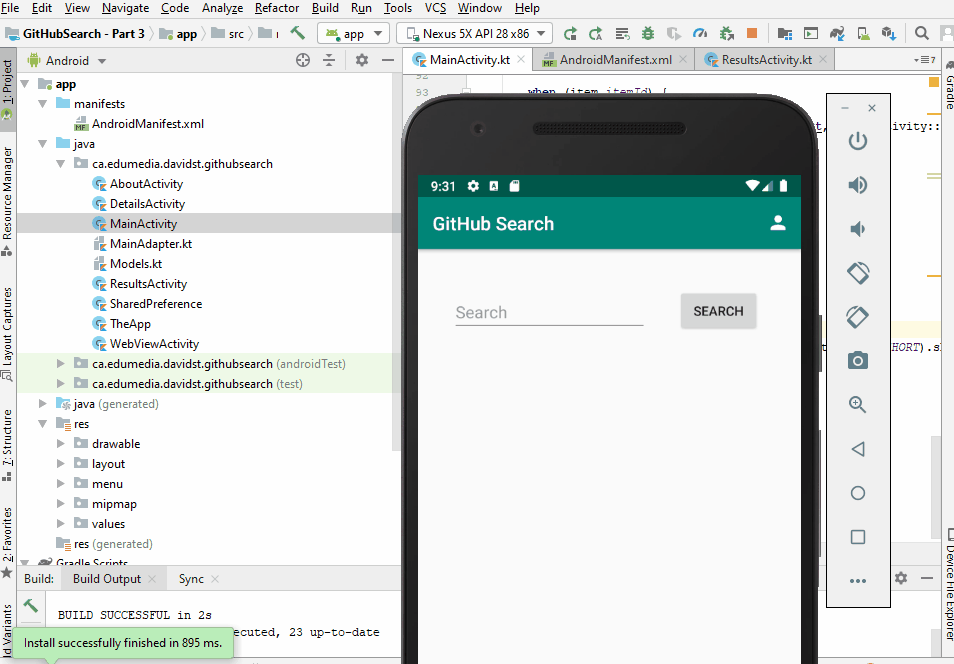 File Edit View Navigate Code Analyze Refactor Build Run Tools VCS Window Help
GitHubSearch - Part 3 app src app Nexus 5X API 28 x86
Android MainActivity.kt AndroidManifest.xml ResultsActivity.kt 7
1: Project
Resource Manager
Layout Captures
7: Structure
2: Favorites
ld Variants
app
manifests
AndroidManifest.xml
java
ca.edumedia.davidst.githubsearch
AboutActivity
DetailsActivity
MainActivity
MainAdapter.kt
Models.kt
ResultsActivity
SharedPreference
TheApp
WebViewActivity
ca.edumedia.davidst.githubsearch (androidTest)
ca.edumedia.davidst.githubsearch (test)
java (generated)
res
drawable
layout
menu
mipmap
values
res (generated)
Gradle Scripts
92
93 when (item.itemId) {
t, ivity::
HORT).s
9:31
GitHub Search
Search SEARCH
Gradle
Device File Explorer
Build: Build Output Sync
BUILD SUCCESSFUL in 2s
ecuted, 23 up-to-date
Install successfully finished in 895 ms.